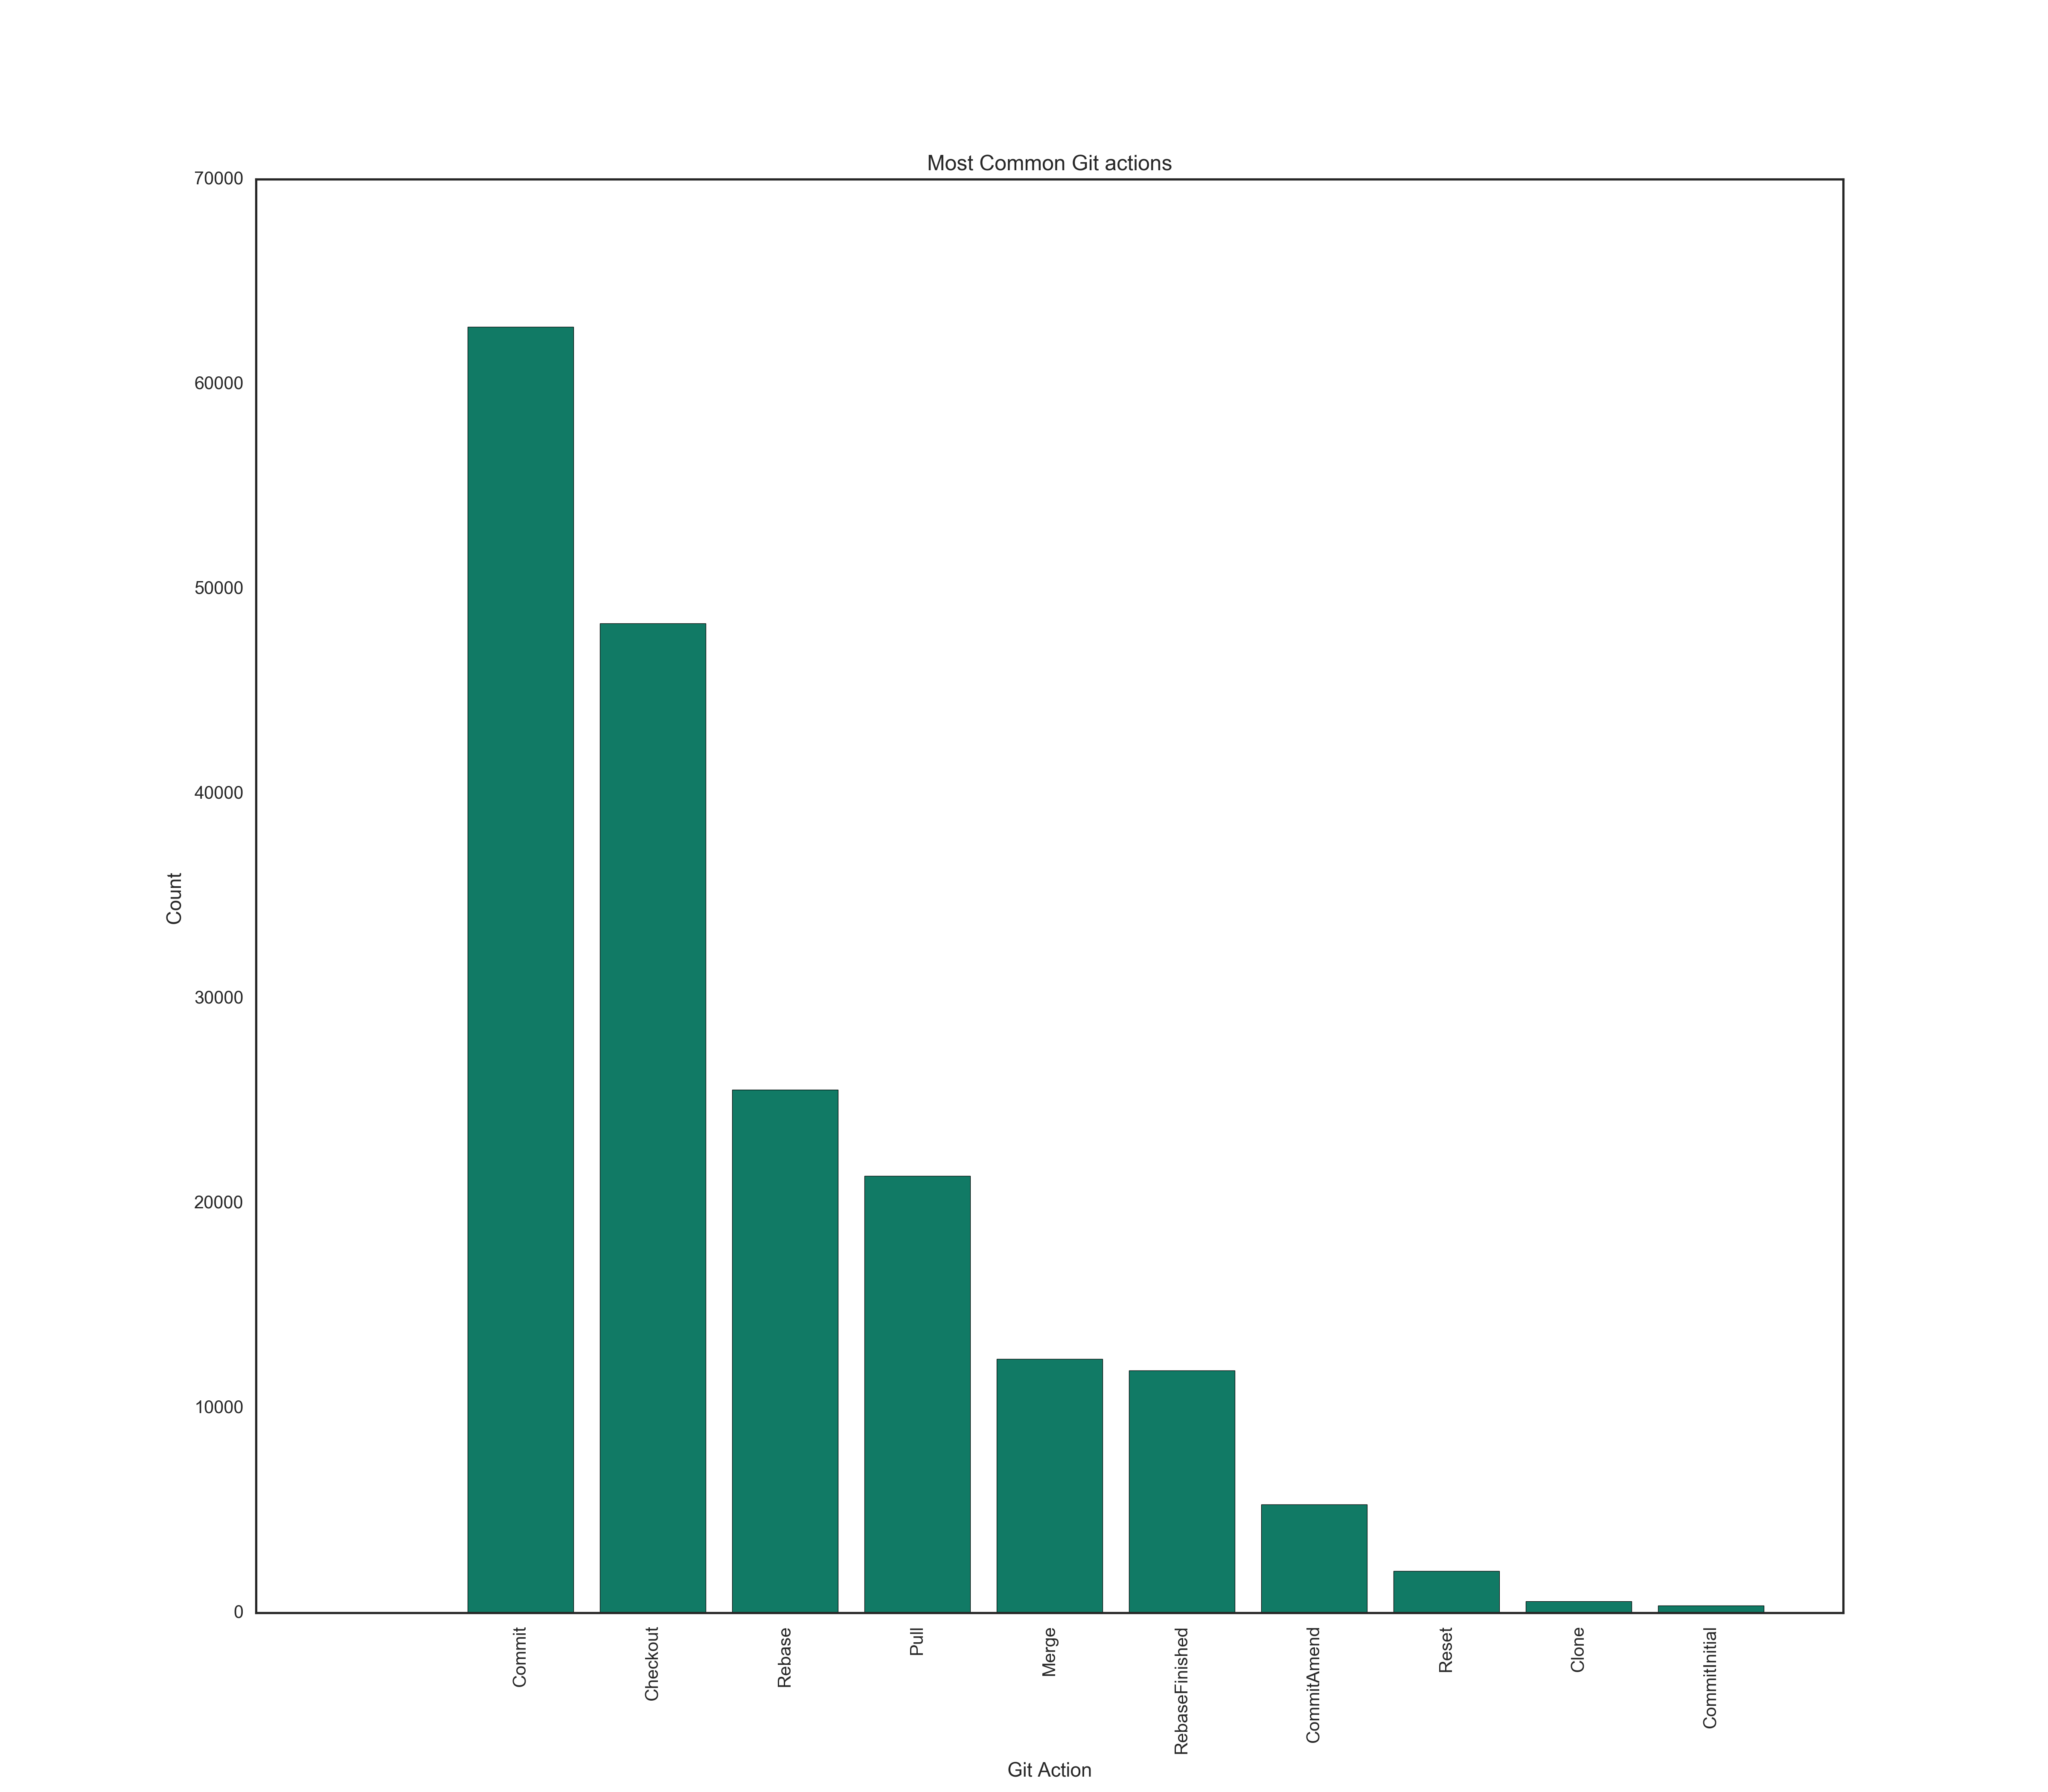 Most Common Git actions
70000
60000
50000
40000
30000
20000
10000
0
Count
Commit
Checkout
Rebase
Pull
Merge
RebaseFinished
CommitAmend
Reset
Clone
CommitInitial
Git Action